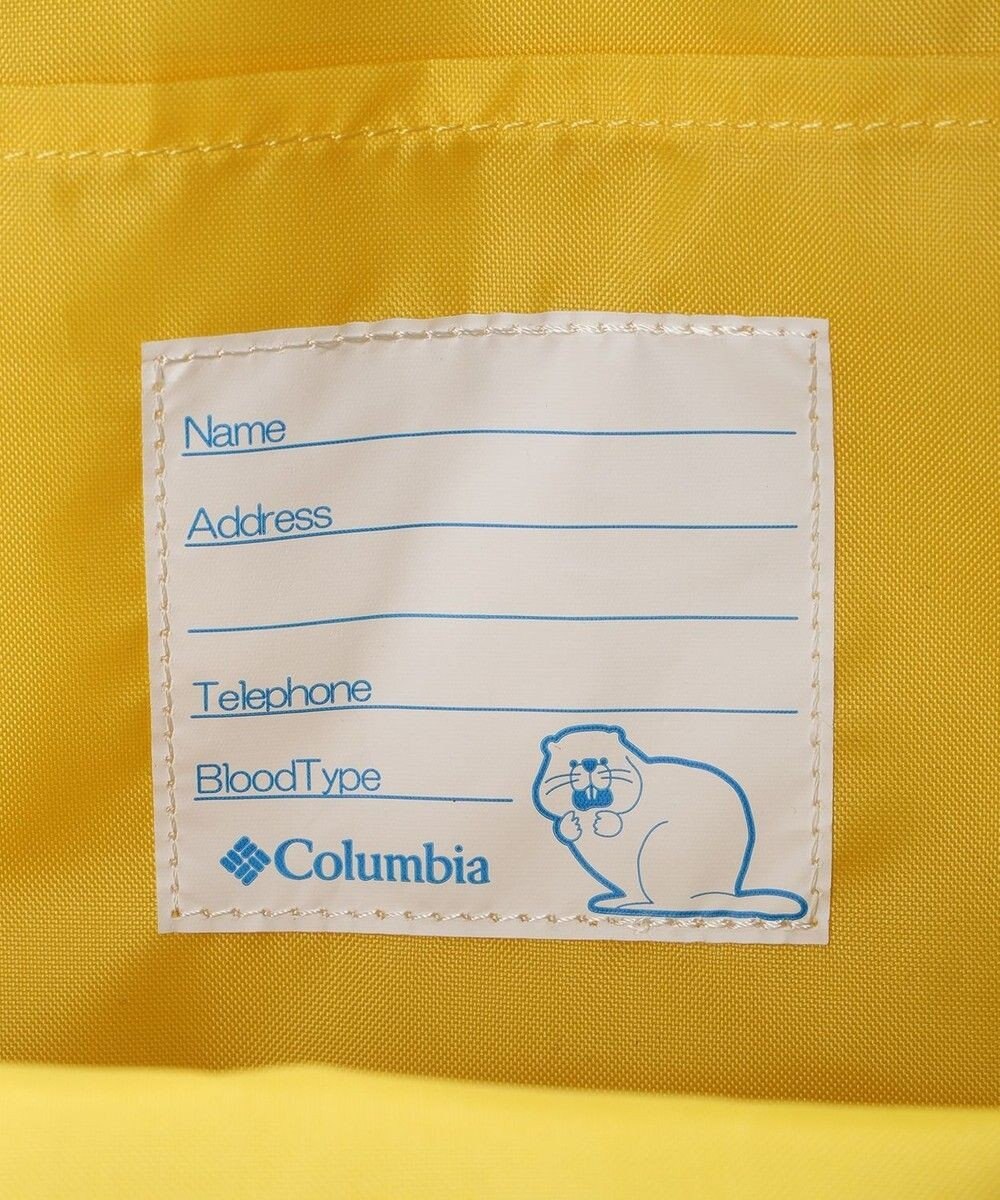 Name
Address
Telephone
BloodType
Columbia